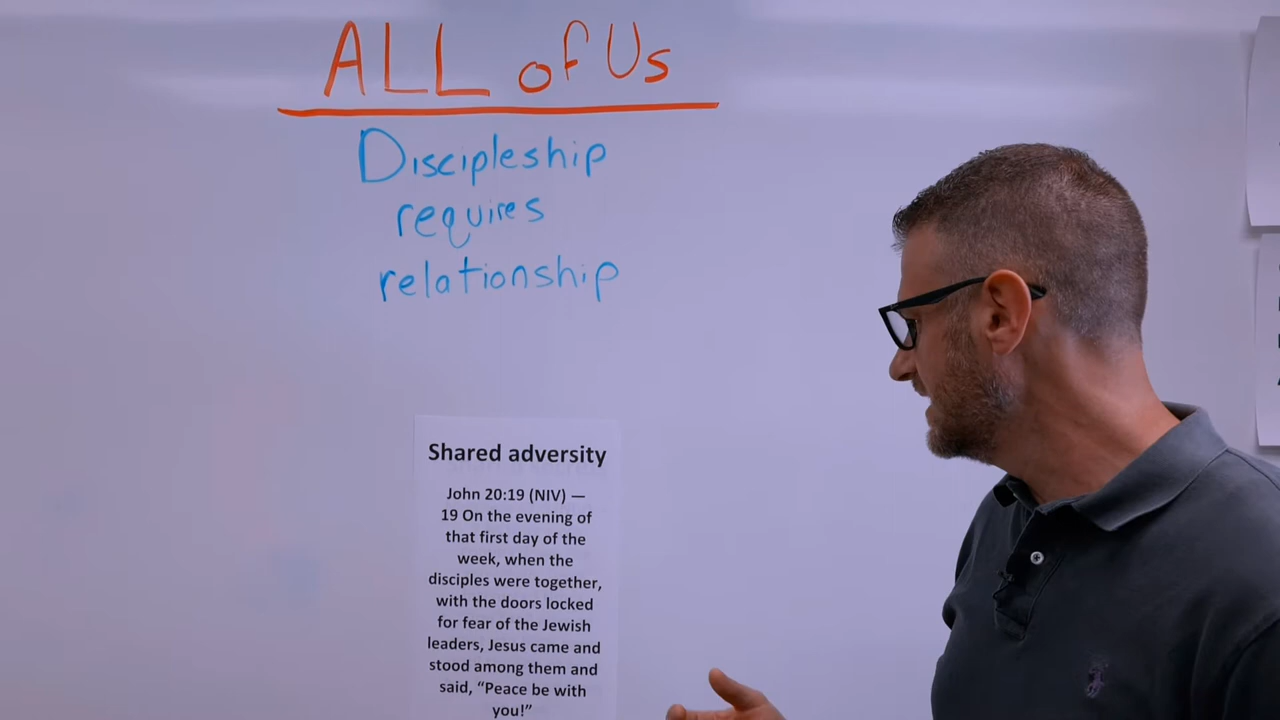 ALL of Us
Discipleship
requires
relationship
Shared adversity
John 20:19 (NIV) —
19 On the evening of
that first day of the
week, when the
disciples were together,
with the doors locked
for fear of the Jewish
leaders, Jesus came and
stood among them and
said, “Peace be with
you!”